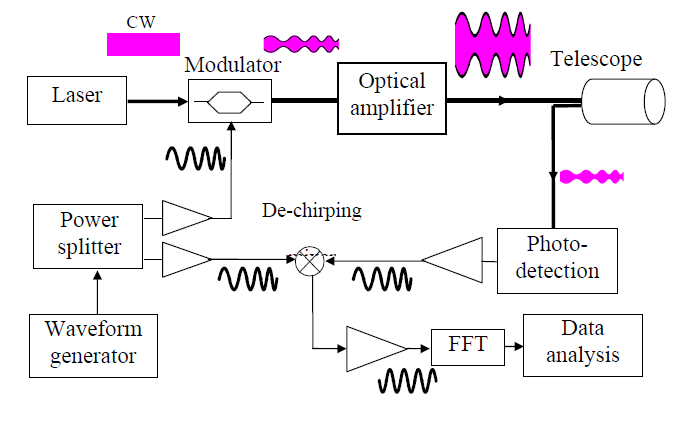 CW
Modulator
Laser
Optical
amplifier
Telescope
Power
splitter
De-chirping
Photo-
detection
Waveform
generator
FFT
Data
analysis